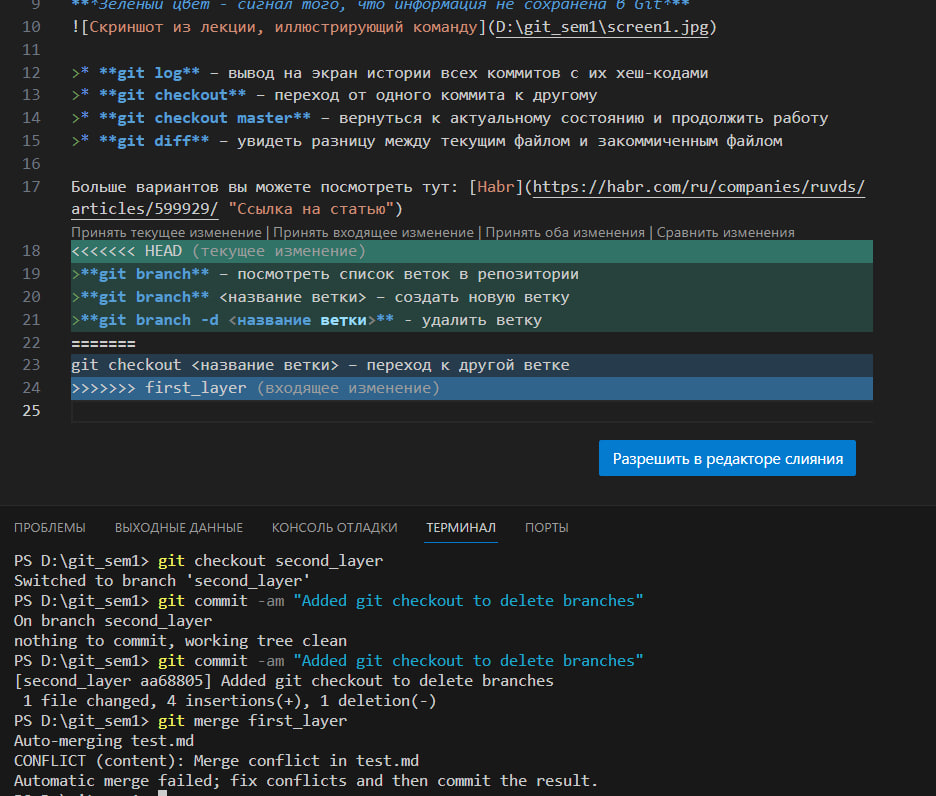 9 ***Зелёный цвет - сигнал того, что информация не сохранена в Git***
10 ![Скриншот из лекции, иллюстрирующий команду](D:\git_sem1\screen1.jpg)
11
12 >* **git log** – вывод на экран истории всех коммитов с их хеш-кодами
13 >* **git checkout** – переход от одного коммита к другому
14 >* **git checkout master** – вернуться к актуальному состоянию и продолжить работу
15 >* **git diff** – увидеть разницу между текущим файлом и закоммиченным файлом
16
17 Больше вариантов вы можете посмотреть тут: [Habr](https://habr.com/ru/companies/ruvds/
articles/599929/ "Ссылка на статью")
Принять текущее изменение | Принять входящее изменение | Принять оба изменения | Сравнить изменения
18 <<<<<<< HEAD (текущее изменение)
19 >**git branch** – посмотреть список веток в репозитории
20 >**git branch** <название ветки> – создать новую ветку
21 >**git branch -d <название ветки>** - удалить ветку
22 =======
23 git checkout <название ветки> – переход к другой ветке
24 >>>>>>> first_layer (входящее изменение)
25
Разрешить в редакторе слияния
ПРОБЛЕМЫ ВЫХОДНЫЕ ДАННЫЕ КОНСОЛЬ ОТЛАДКИ ТЕРМИНАЛ ПОРТЫ
PS D:\git_sem1> git checkout second_layer
Switched to branch 'second_layer'
PS D:\git_sem1> git commit -am "Added git checkout to delete branches"
On branch second_layer
nothing to commit, working tree clean
PS D:\git_sem1> git commit -am "Added git checkout to delete branches"
[second_layer aa68805] Added git checkout to delete branches
1 file changed, 4 insertions(+), 1 deletion(-)
PS D:\git_sem1> git merge first_layer
Auto-merging test.md
CONFLICT (content): Merge conflict in test.md
Automatic merge failed; fix conflicts and then commit the result.